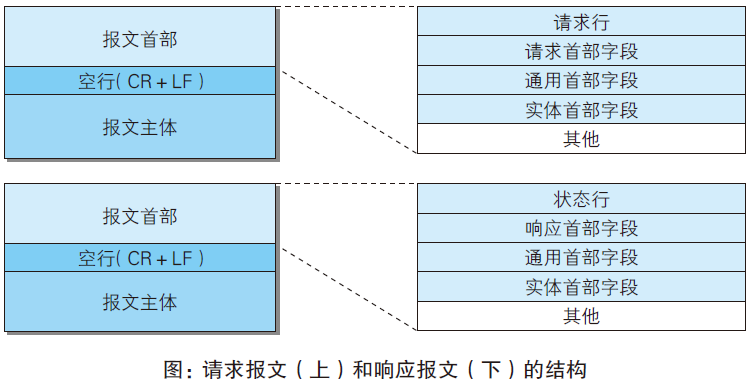 报文首部
空行(CR+LF)
报文主体
请求行
请求首部字段
通用首部字段
实体首部字段
其他
报文首部
空行(CR+LF)
报文主体
状态行
响应首部字段
通用首部字段
实体首部字段
其他
图：请求报文（上）和响应报文（下）的结构